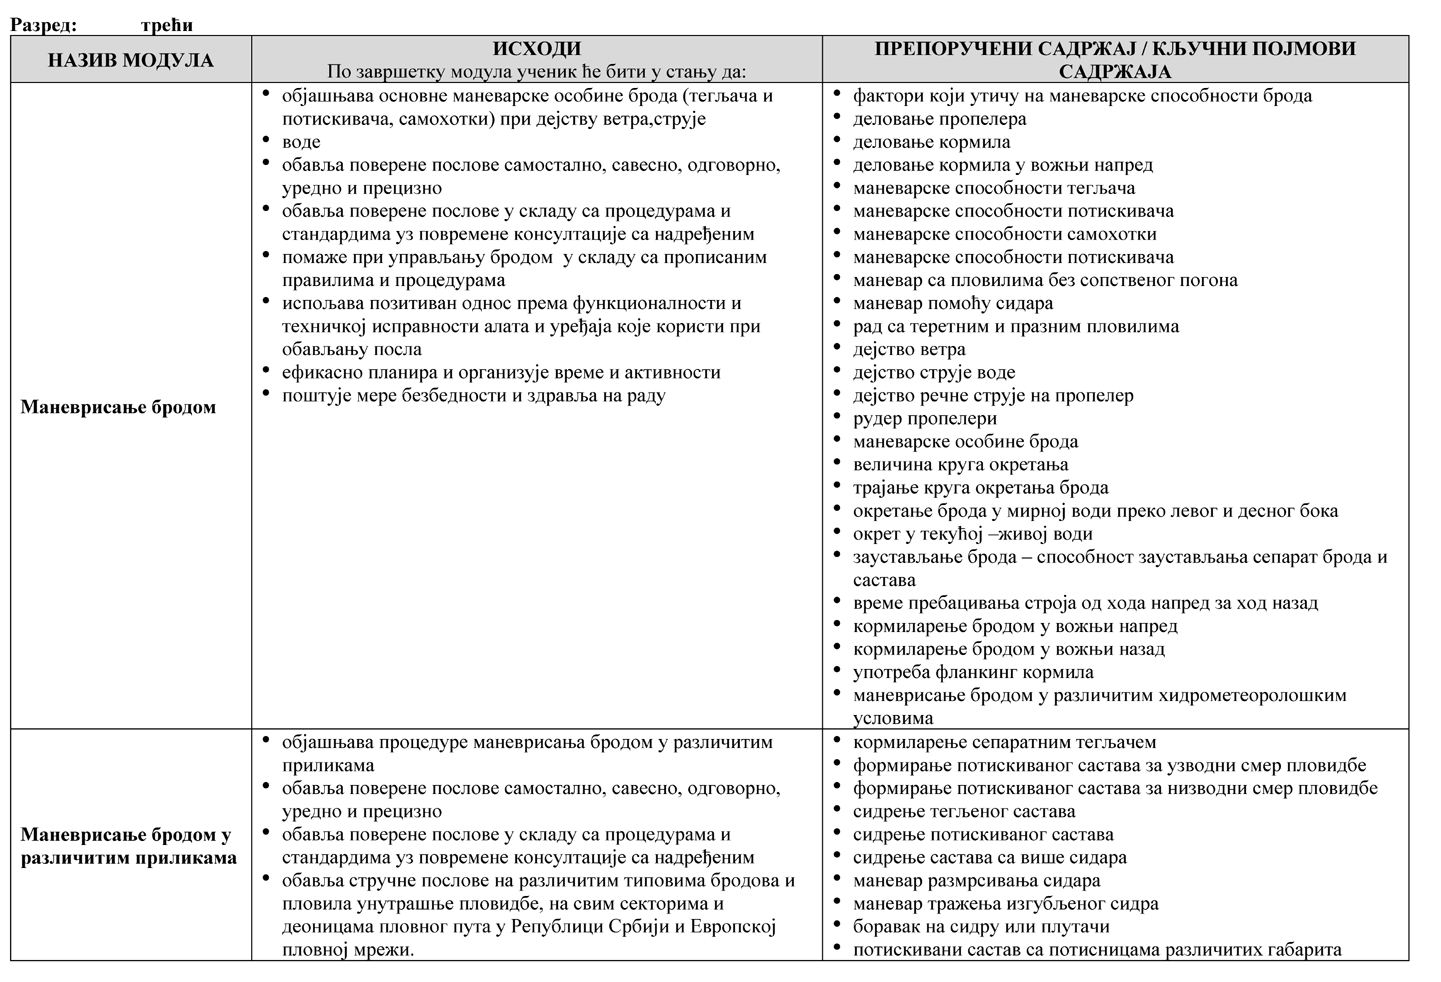 Разред: трећи
НАЗИВ МОДУЛА
ИСХОДИ
По завршетку модула ученик ће бити у стању да:
ПРЕПОРУЧЕНИ САДРЖАЈ / КЉУЧНИ ПОЈМОВИ
САДРЖАЈА
Маневрисање бродом
• објашњава основне маневарске особине брода (тегљача и
потискивача, самохотки) при дејству ветра,струје
• воде
• обавља поверене послове самостално, савесно, одговорно,
уредно и прецизно
• обавља поверене послове у складу са процедурама и
стандардима уз повремене консултације са надређеним
• помаже при управљању бродом у складу са прописаним
правилима и процедурама
• испољава позитиван однос према функционалности и
техничкој исправности алата и уређаја које користи при
обављању посла
• ефикасно планира и организује време и активности
• поштује мере безбедности и здравља на раду
• фактори који утичу на маневарске способности брода
• деловање пропелера
• деловање кормила
• деловање кормила у вожњи напред
• маневарске способности тегљача
• маневарске способности потискивача
• маневарске способности самохотки
• маневарске способности потискивача
• маневар са пловилима без сопственог погона
• маневар помоћу сидара
• рад са теретним и празним пловилима
• дејство ветра
• дејство струје воде
• дејство речне струје на пропелер
• рудер пропелери
• маневарске особине брода
• величина круга окретања
• трајање круга окретања брода
• окретање брода у мирној води преко левог и десног бока
• окрет у текућој –живој води
• заустављање брода – способност заустављања сепарат брода и
састава
• време пребацивања строја од хода напред за ход назад
• кормиларење бродом у вожњи напред
• кормиларење бродом у вожњи назад
• употреба фланкинг кормила
• маневрисање бродом у различитим хидрометеоролошким
условима
Маневрисање бродом у
различитим приликама
• објашњава процедуре маневрисања бродом у различитим
приликама
• обавља поверене послове самостално, савесно, одговорно,
уредно и прецизно
• обавља поверене послове у складу са процедурама и
стандардима уз повремене консултације са надређеним
• обавља стручне послове на различитим типовима бродова и
пловила унутрашње пловидбе, на свим секторима и
деоницама пловног пута у Републици Србији и Европској
пловној мрежи.
• кормиларење сепаратним тегљачем
• формирање потискиваног састава за узводни смер пловидбе
• формирање потискиваног састава за низводни смер пловидбе
• сидрење тегљеног састава
• сидрење потискиваног састава
• сидрење састава са више сидара
• маневар размрсивања сидара
• маневар тражења изгубљеног сидра
• боравак на сидру или плутачи
• потискивани састав са потисницама различитих габарита